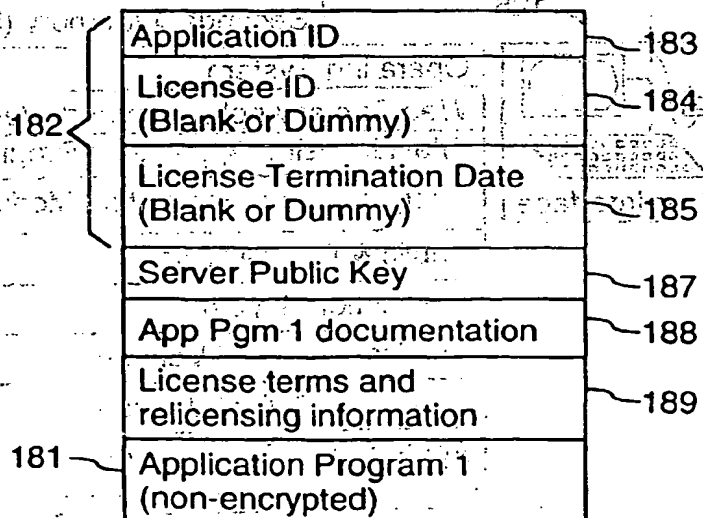 Application ID
183
Licensee ID
(Blank or Dummy)
184
182
License Termination Date
(Blank or Dummy)
185
Server Public Key
187
App Pgm 1 documentation
188
License terms and
relicensing information
189
181
Application Program 1
(non-encrypted)